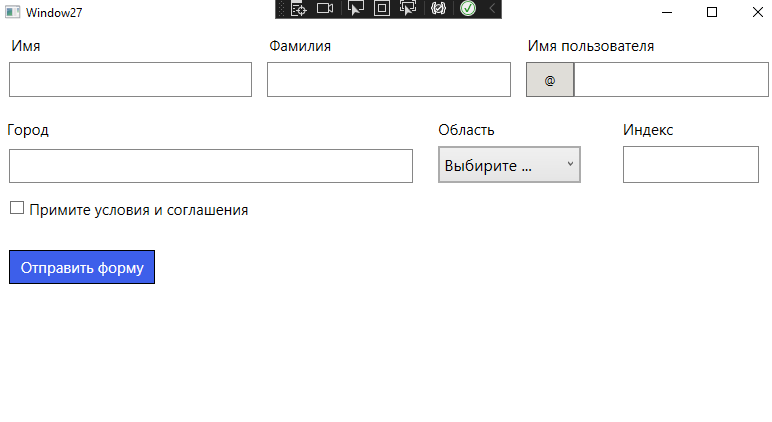 Window27
Имя Фамилия Имя пользователя
@
Город Область Индекс
Выбирите ...
Примите условия и соглашения
Отправить форму